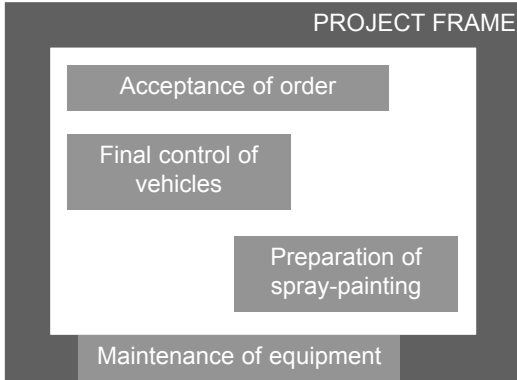 PROJECT FRAME
Acceptance of order
Final control of
vehicles
Preparation of
spray-painting
Maintenance of equipment